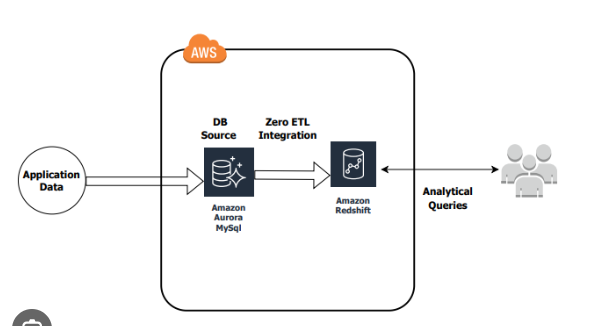 AWS
DB
Source
Zero ETL
Integration
Application
Data
Amazon
Aurora
MySql
Amazon
Redshift
Analytical
Queries